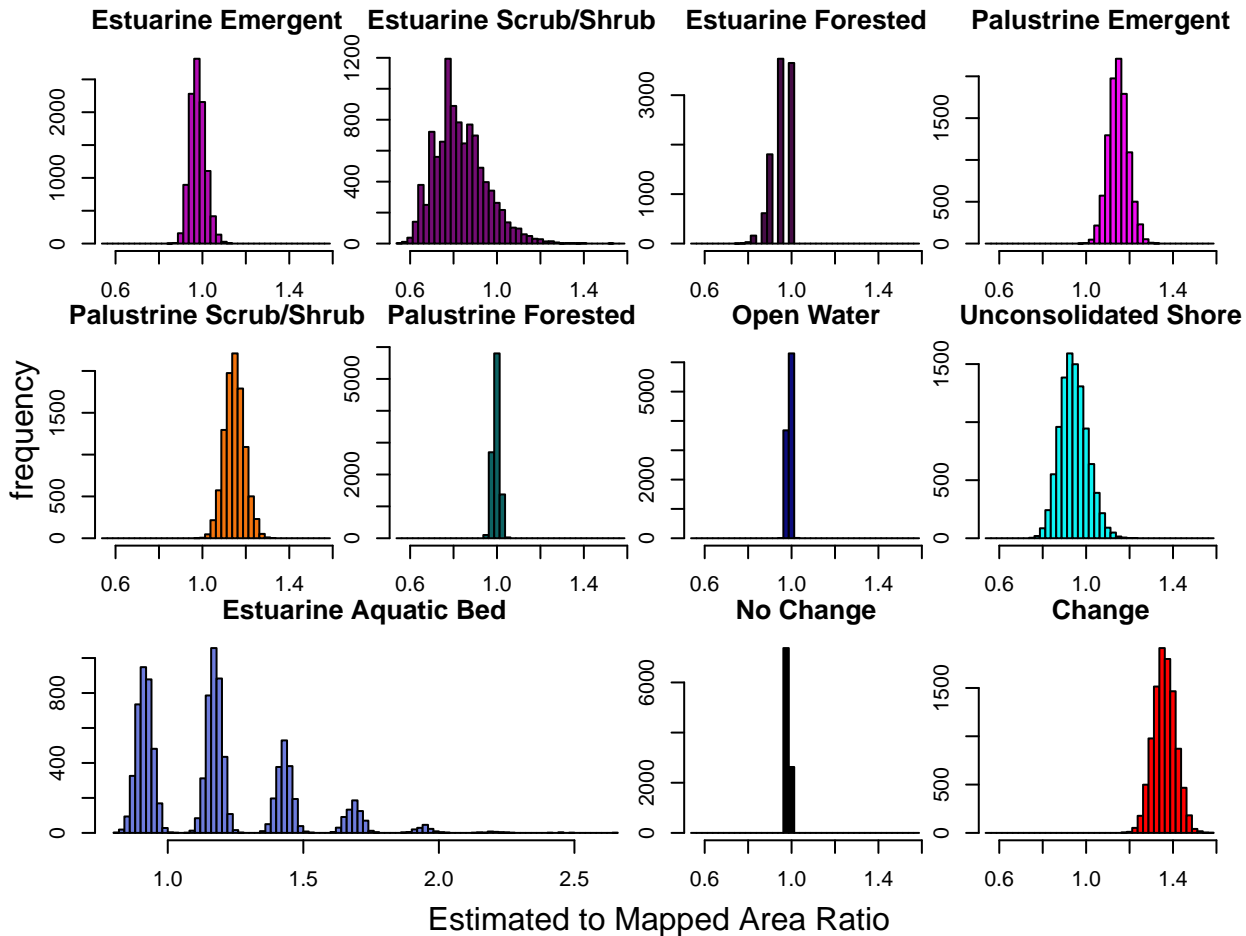 Estuarine Emergent
Estuarine Scrub/Shrub
Estuarine Forested
Palustrine Emergent
0 1000 2000
0 400 800 1200
0 1000 3000
0 500 1500
0.6 1.0 1.4
0.6 1.0 1.4
0.6 1.0 1.4
0.6 1.0 1.4
Palustrine Scrub/Shrub
Palustrine Forested
Open Water
Unconsolidated Shore
frequency
0 500 1500
0 2000 5000
0 2000 5000
0 500 1500
0.6 1.0 1.4
0.6 1.0 1.4
0.6 1.0 1.4
0.6 1.0 1.4
Estuarine Aquatic Bed
No Change
Change
0 400 800
0 2000 6000
0 500 1500
1.0 1.5 2.0 2.5
0.6 1.0 1.4
0.6 1.0 1.4
Estimated to Mapped Area Ratio